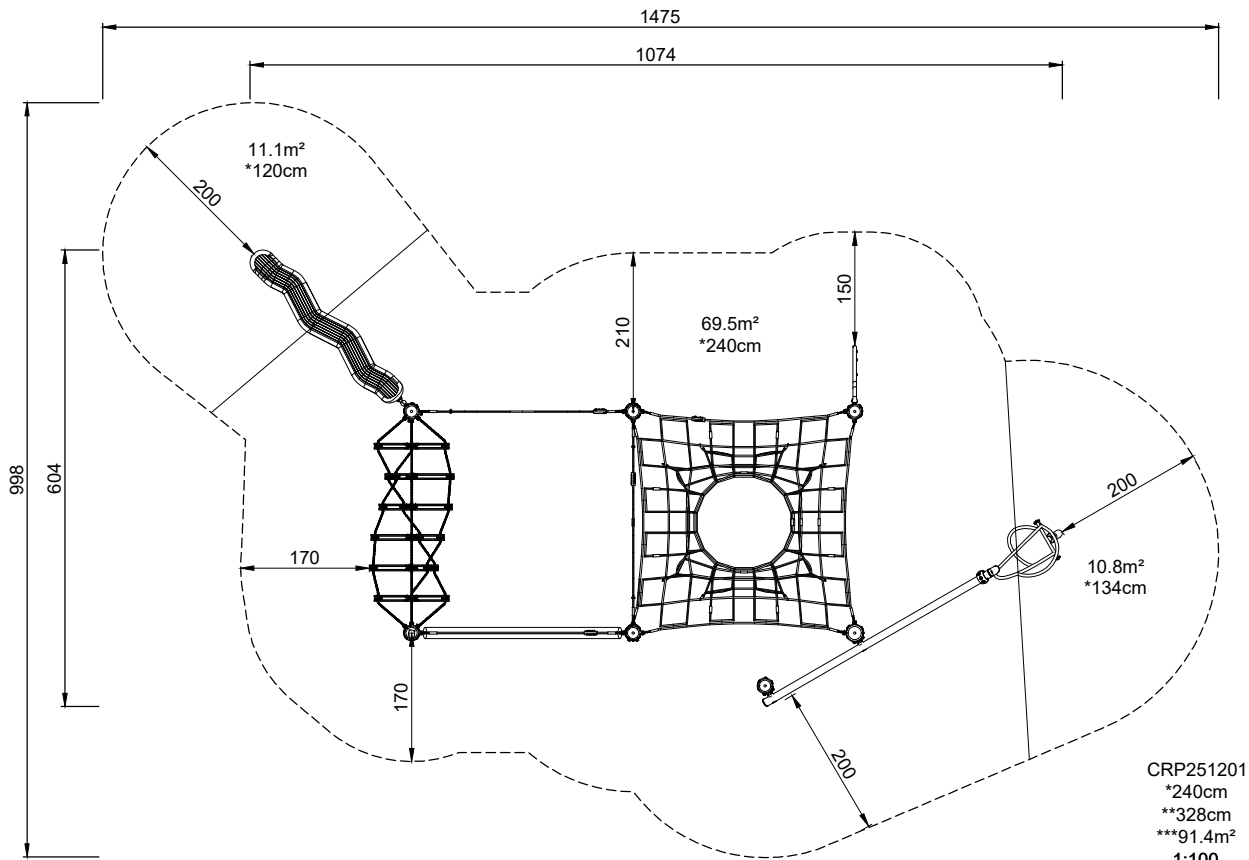 1475
1074
11.1m²
*120cm
200
150
69.5m²
*240cm
210
998
604
200
170
10.8m²
*134cm
170
200
CRP251201
*240cm
**328cm
***91.4m²
1:100